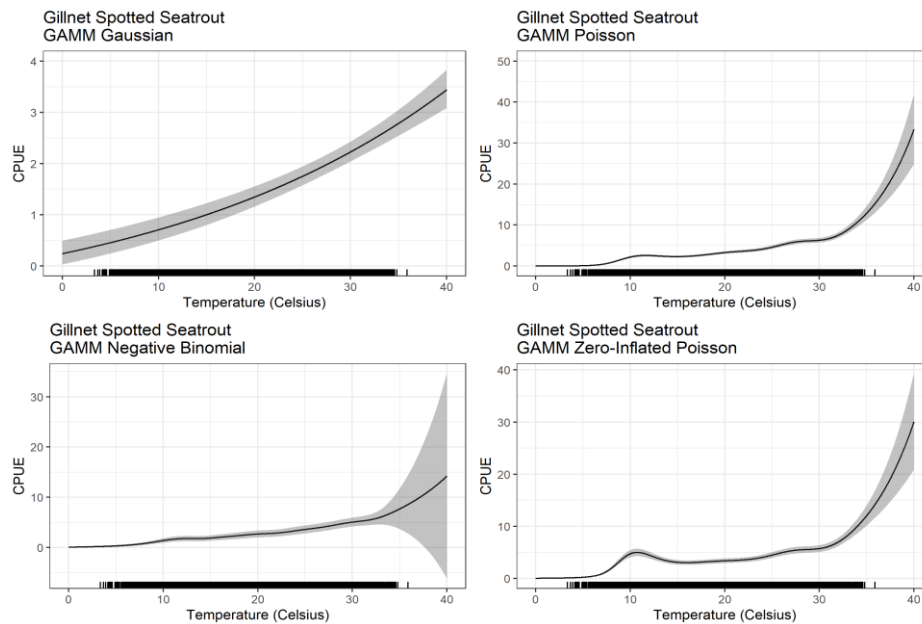 Gillnet Spotted Seatrout
GAMM Gaussian
4
3
2
1
0
CPUE
0 10 20 30 40
Temperature (Celsius)
Gillnet Spotted Seatrout
GAMM Poisson
50
40
30
20
10
0
CPUE
0 10 20 30 40
Temperature (Celsius)
Gillnet Spotted Seatrout
GAMM Negative Binomial
30
20
10
0
CPUE
0 10 20 30 40
Temperature (Celsius)
Gillnet Spotted Seatrout
GAMM Zero-Inflated Poisson
40
30
20
10
0
CPUE
0 10 20 30 40
Temperature (Celsius)